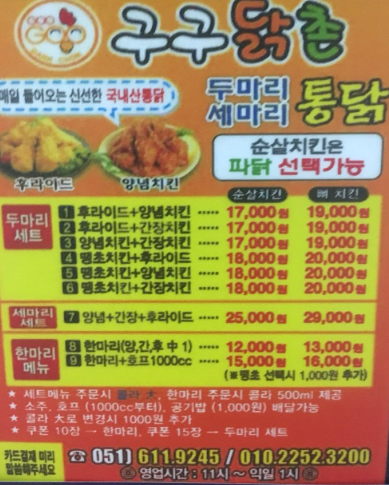 구구닭촌
매일 들어오는 신선한 국내산통닭
두마리
세마리 통닭
순살치킨은
파닭 선택가능
후라이드 양념치킨
순살치킨 뼈 치킨
두마리 세트
1 후라이드+양념치킨 ····· 17,000원 19,000원
2 후라이드+간장치킨 ····· 17,000원 19,000원
3 양념치킨+간장치킨 ····· 17,000원 19,000원
4 땡초치킨+후라이드 ····· 18,000원 20,000원
5 땡초치킨+양념치킨 ····· 18,000원 20,000원
6 땡초치킨+간장치킨 ····· 18,000원 20,000원
세마리 세트
7 양념+간장+후라이드 ····· 25,000원 29,000원
한마리 메뉴
8 한마리(양,간,후 中 1) ····· 12,000원 13,000원
9 한마리+호프1000cc ····· 15,000원 16,000원
(※땡초 선택시 1,000원 추가)
★ 세트메뉴 주문시 콜라 大, 한마리 주문시 콜라 500ml 제공
★ 소주, 호프 (1000cc부터), 공기밥 (1,000원) 배달가능
★ 콜라 大로 변경시 1000원 추가
★ 쿠폰 10장 → 한마리, 쿠폰 15장 → 두마리 세트
카드결제 미리
말씀해주세요
☎ 051) 611.9245 / 010.2252.3200
영업시간 : 11시 ~ 익일 1시